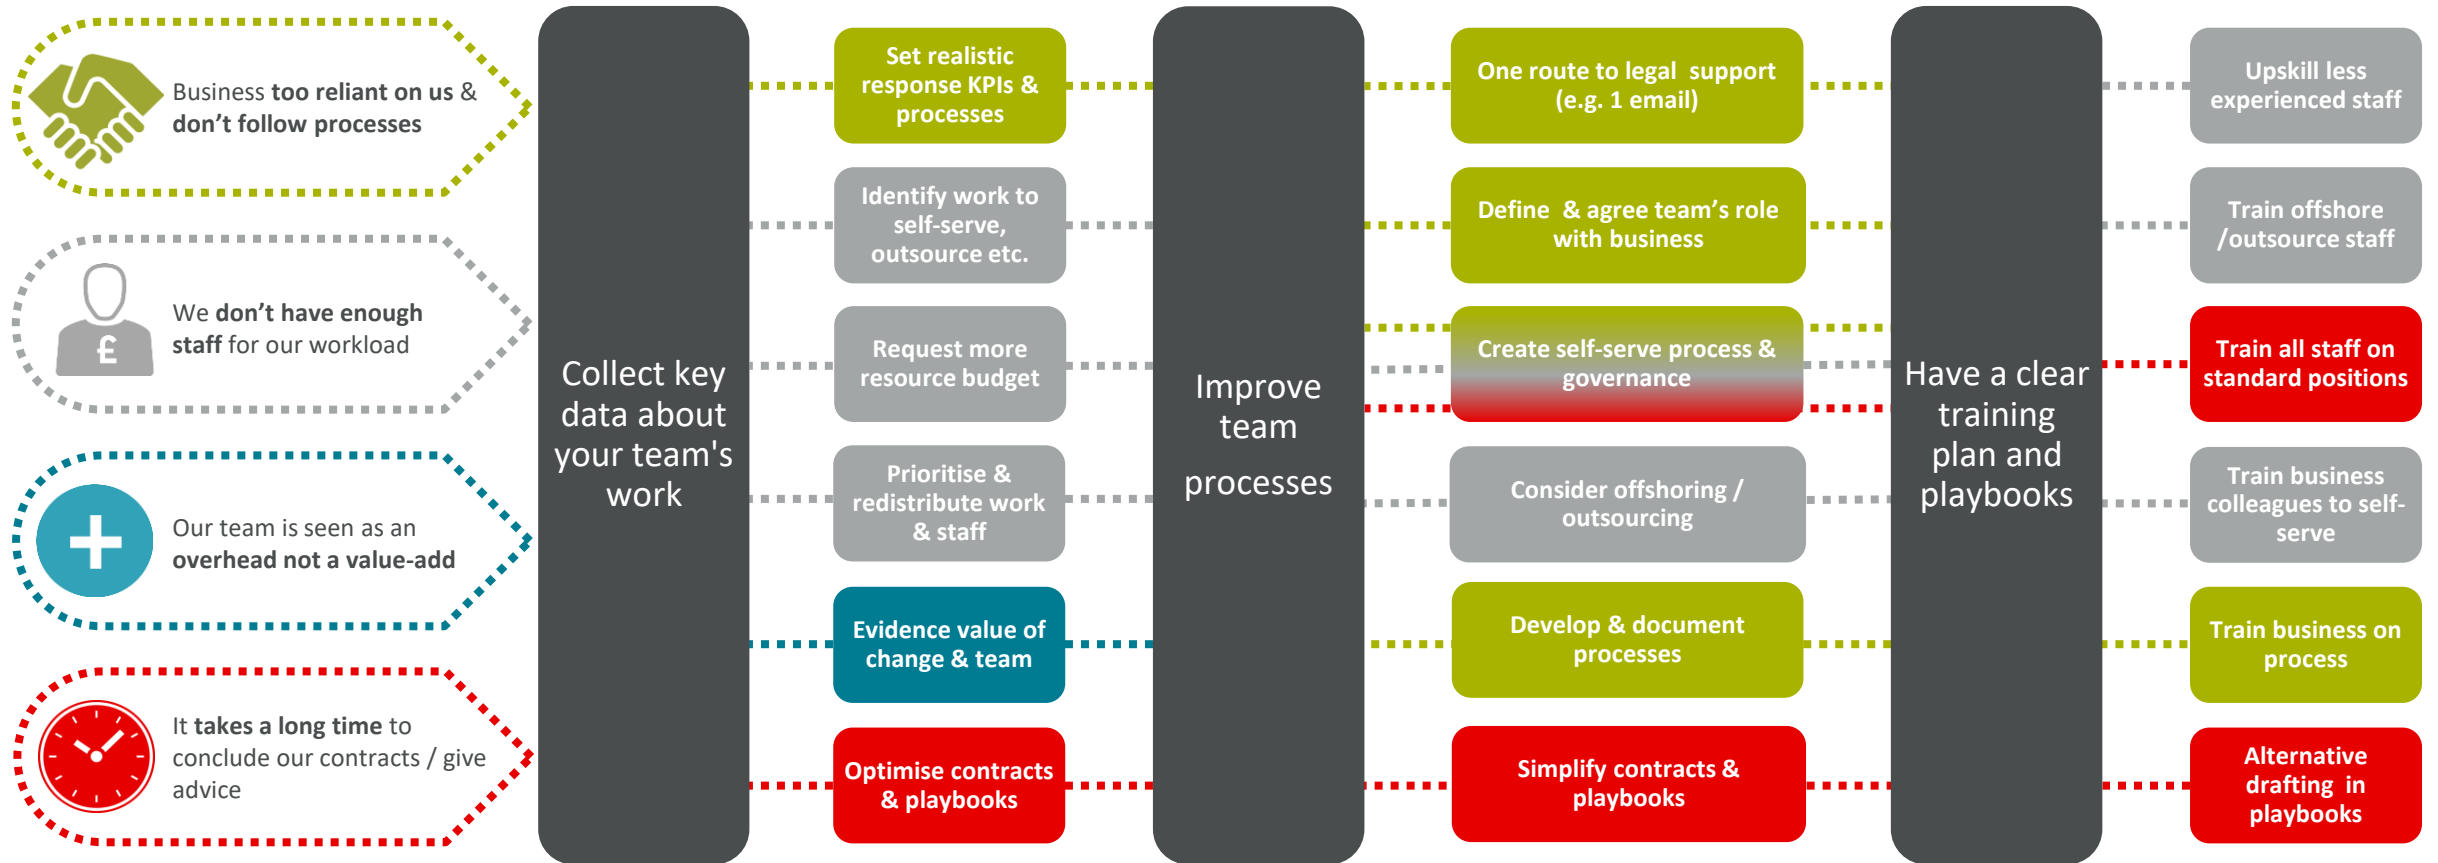 Business too reliant on us &
don't follow processes
We don't have enough
staff for our workload
£
Our team is seen as an
overhead not a value-add
It takes a long time to
conclude our contracts / give
advice
Collect key
data about
your team's
work
Set realistic
response KPIs &
processes
Identify work to
self-serve,
outsource etc.
Request more
resource budget
Prioritise &
redistribute work
& staff
Evidence value of
change & team
Optimise contracts
& playbooks
Improve
team
processes
One route to legal support
(e.g. 1 email)
Define & agree team's role
with business
Create self-serve process &
governance
Consider offshoring /
outsourcing
Develop & document
processes
Simplify contracts &
playbooks
Have a clear
training
plan and
playbooks
Upskill less
experienced staff
Train offshore
/outsource staff
Train all staff on
standard positions
Train business
colleagues to self-
serve
Train business on
process
Alternative
drafting in
playbooks